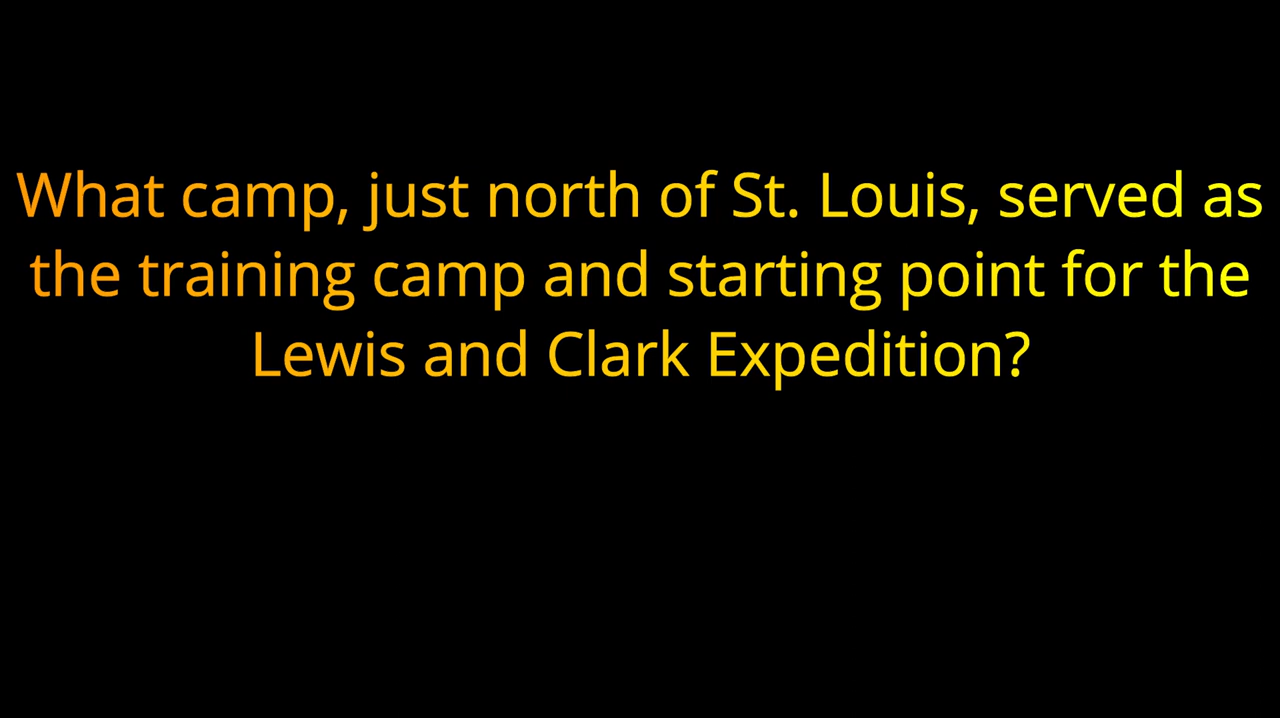 What camp, just north of St. Louis, served as
the training camp and starting point for the
Lewis and Clark Expedition?